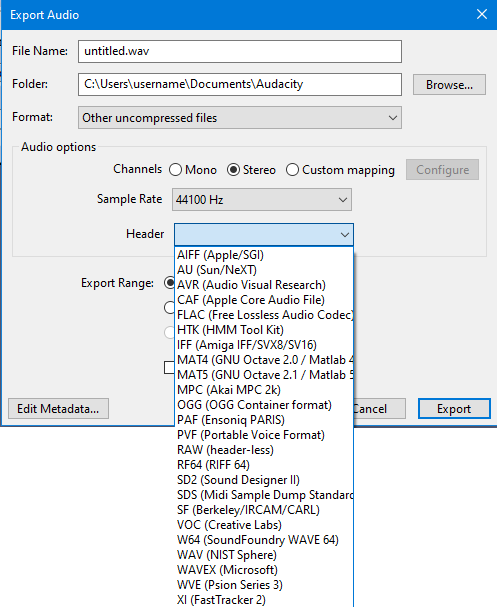 Export Audio
File Name: untitled.wav
Folder: C:\Users\username\Documents\Audacity Browse...
Format: Other uncompressed files
Audio options
Channels Mono Stereo Custom mapping Configure
Sample Rate 44100 Hz
Header
AIFF (Apple/SGI)
AU (Sun/NeXT)
Export Range: AVR (Audio Visual Research)
CAF (Apple Core Audio File)
FLAC (Free Lossless Audio Codec)
HTK (HMM Tool Kit)
IFF (Amiga IFF/SVX8/SV16)
MAT4 (GNU Octave 2.0 / Matlab 4
MAT5 (GNU Octave 2.1 / Matlab 5
MPC (Akai MPC 2k)
Edit Metadata... OGG (OGG Container format) Cancel Export
PAF (Ensoniq PARIS)
PVF (Portable Voice Format)
RAW (header-less)
RF64 (RIFF 64)
SD2 (Sound Designer II)
SDS (Midi Sample Dump Standard
SF (Berkeley/IRCAM/CARL)
VOC (Creative Labs)
W64 (SoundFoundry WAVE 64)
WAV (NIST Sphere)
WAVEX (Microsoft)
WVE (Psion Series 3)
XI (FastTracker 2)